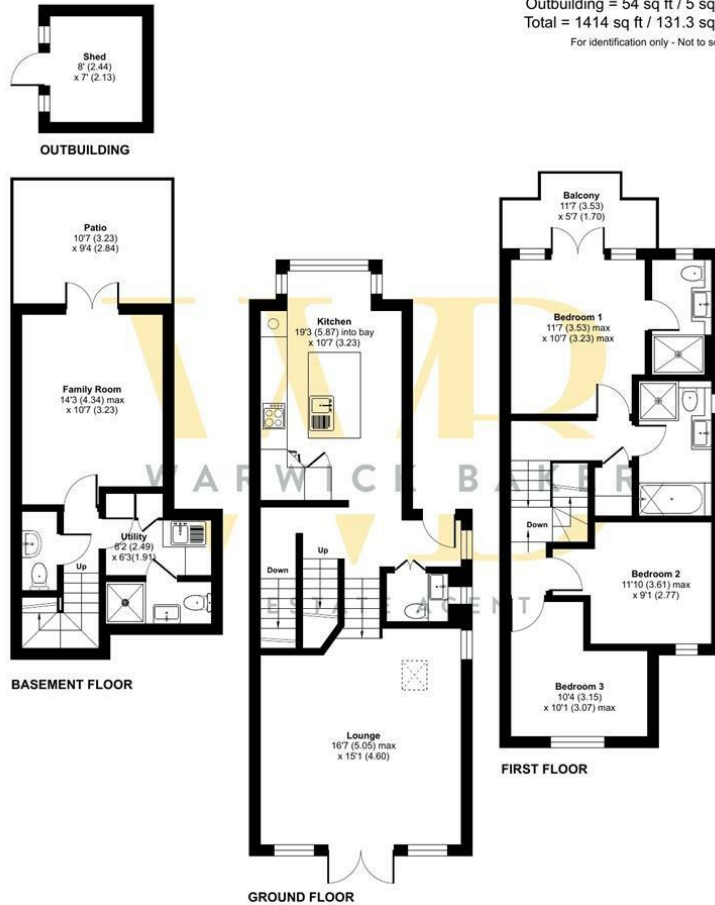 Outbuilding = 54 sq ft / 5 sq
Total = 1414 sq ft / 131.3 sq
For identification only - Not to
Shed
8' (2.44)
x 7' (2.13)
OUTBUILDING
Patio
10'7 (3.23)
x 9'4 (2.84)
Family Room
14'3 (4.34) max
x 10'7 (3.23)
Utility
8'2 (2.49)
x 6'3(1.91)
Up
BASEMENT FLOOR
Kitchen
19'3 (5.87) into bay
x 10'7 (3.23)
Down
Up
Lounge
16'7 (5.05) max
x 15'1 (4.60)
GROUND FLOOR
Balcony
11'7 (3.53)
x 5'7 (1.70)
Bedroom 1
11'7 (3.53) max
x 10'7 (3.23) max
Down
Bedroom 2
11'10 (3.61) max
x 9'1 (2.77)
Bedroom 3
10'4 (3.15)
x 10'1 (3.07) max
FIRST FLOOR
WB
WARWICK BAKER
ESTATE AGENT